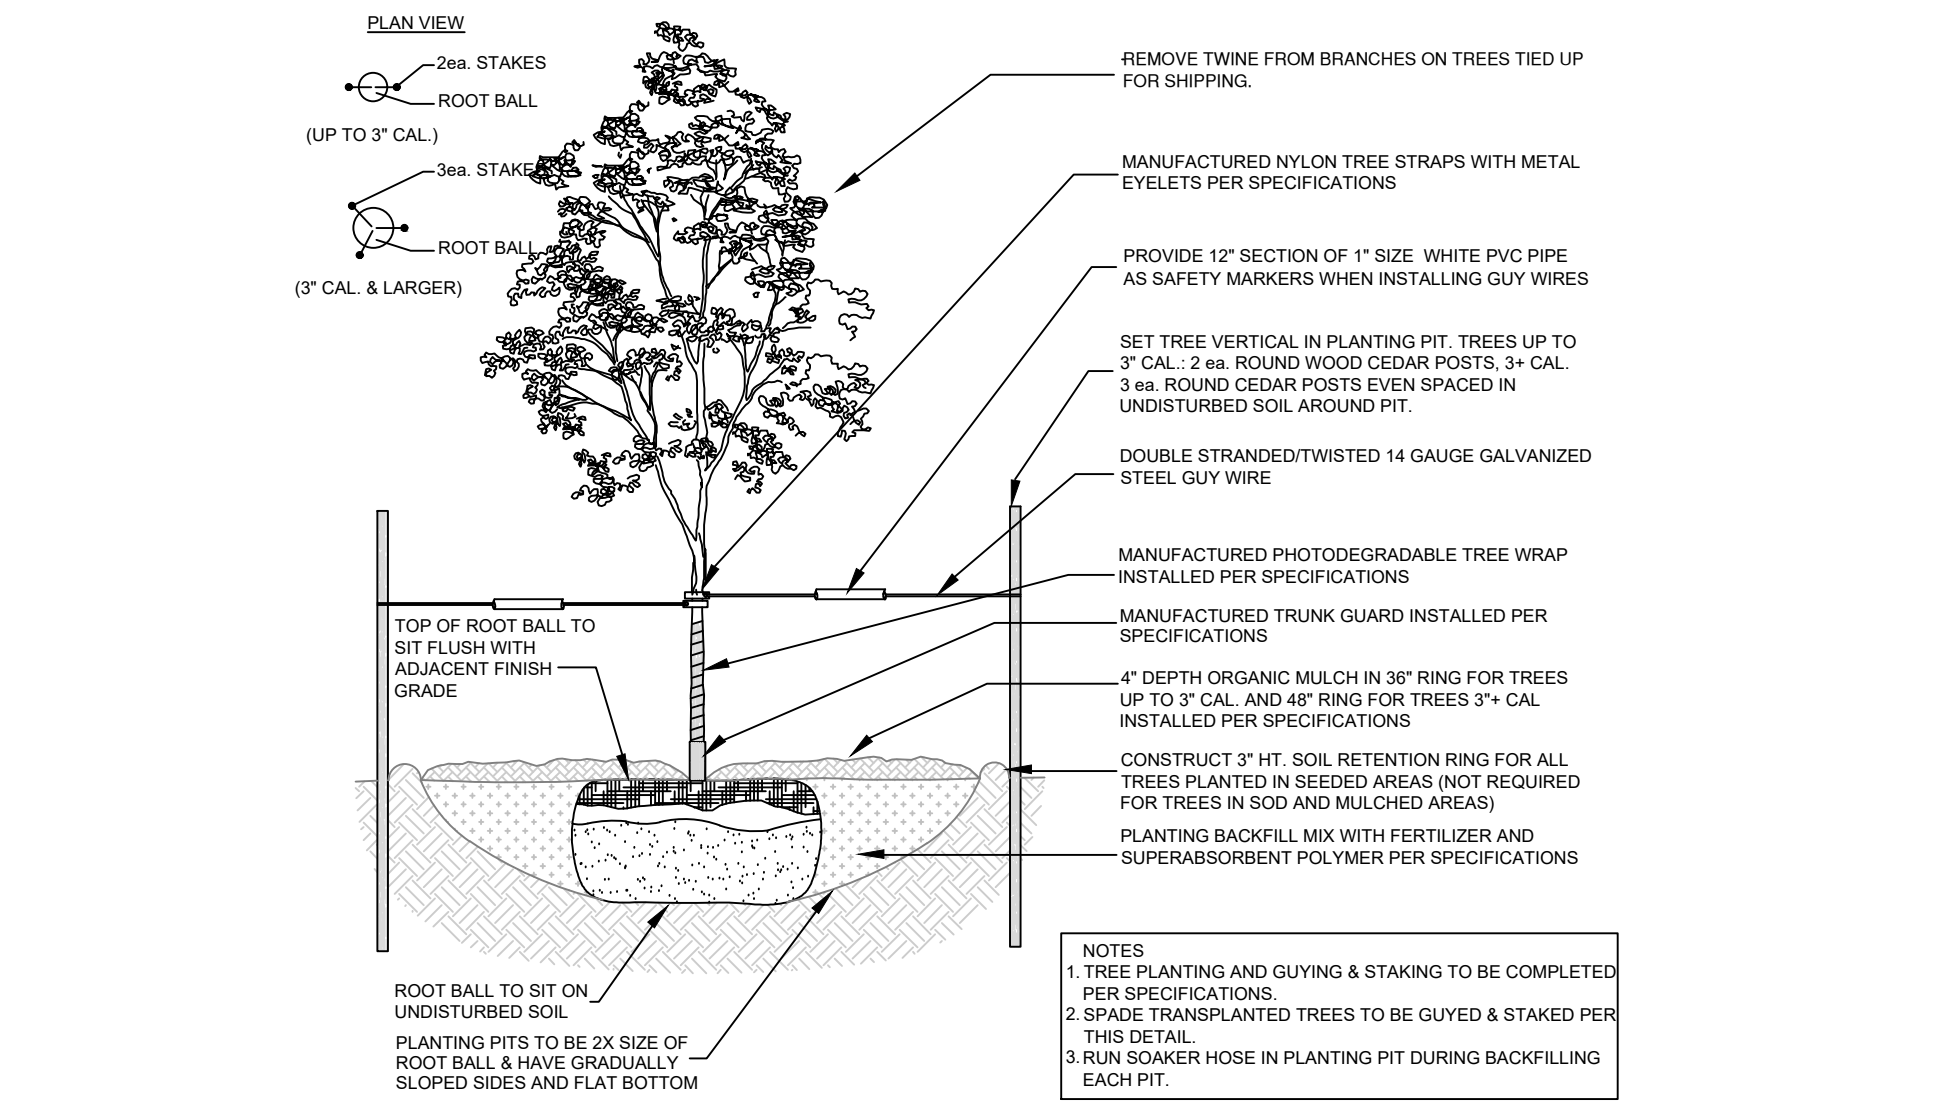 PLAN VIEW
2ea. STAKES
ROOT BALL
(UP TO 3" CAL.)
3ea. STAKES
ROOT BALL
(3" CAL. & LARGER)
REMOVE TWINE FROM BRANCHES ON TREES TIED UP
FOR SHIPPING.
MANUFACTURED NYLON TREE STRAPS WITH METAL
EYELETS PER SPECIFICATIONS
PROVIDE 12" SECTION OF 1" SIZE WHITE PVC PIPE
AS SAFETY MARKERS WHEN INSTALLING GUY WIRES
SET TREE VERTICAL IN PLANTING PIT. TREES UP TO
3" CAL.: 2 ea. ROUND WOOD CEDAR POSTS, 3+ CAL.
3 ea. ROUND CEDAR POSTS EVEN SPACED IN
UNDISTURBED SOIL AROUND PIT.
DOUBLE STRANDED/TWISTED 14 GAUGE GALVANIZED
STEEL GUY WIRE
MANUFACTURED PHOTODEGRADABLE TREE WRAP
INSTALLED PER SPECIFICATIONS
MANUFACTURED TRUNK GUARD INSTALLED PER
SPECIFICATIONS
4" DEPTH ORGANIC MULCH IN 36" RING FOR TREES
UP TO 3" CAL. AND 48" RING FOR TREES 3"+ CAL
INSTALLED PER SPECIFICATIONS
CONSTRUCT 3" HT. SOIL RETENTION RING FOR ALL
TREES PLANTED IN SEEDED AREAS (NOT REQUIRED
FOR TREES IN SOD AND MULCHED AREAS)
PLANTING BACKFILL MIX WITH FERTILIZER AND
SUPERABSORBENT POLYMER PER SPECIFICATIONS
TOP OF ROOT BALL TO
SIT FLUSH WITH
ADJACENT FINISH
GRADE
ROOT BALL TO SIT ON
UNDISTURBED SOIL
PLANTING PITS TO BE 2X SIZE OF
ROOT BALL & HAVE GRADUALLY
SLOPED SIDES AND FLAT BOTTOM
NOTES
1. TREE PLANTING AND GUYING & STAKING TO BE COMPLETED
PER SPECIFICATIONS.
2. SPADE TRANSPLANTED TREES TO BE GUYED & STAKED PER
THIS DETAIL.
3. RUN SOAKER HOSE IN PLANTING PIT DURING BACKFILLING
EACH PIT.